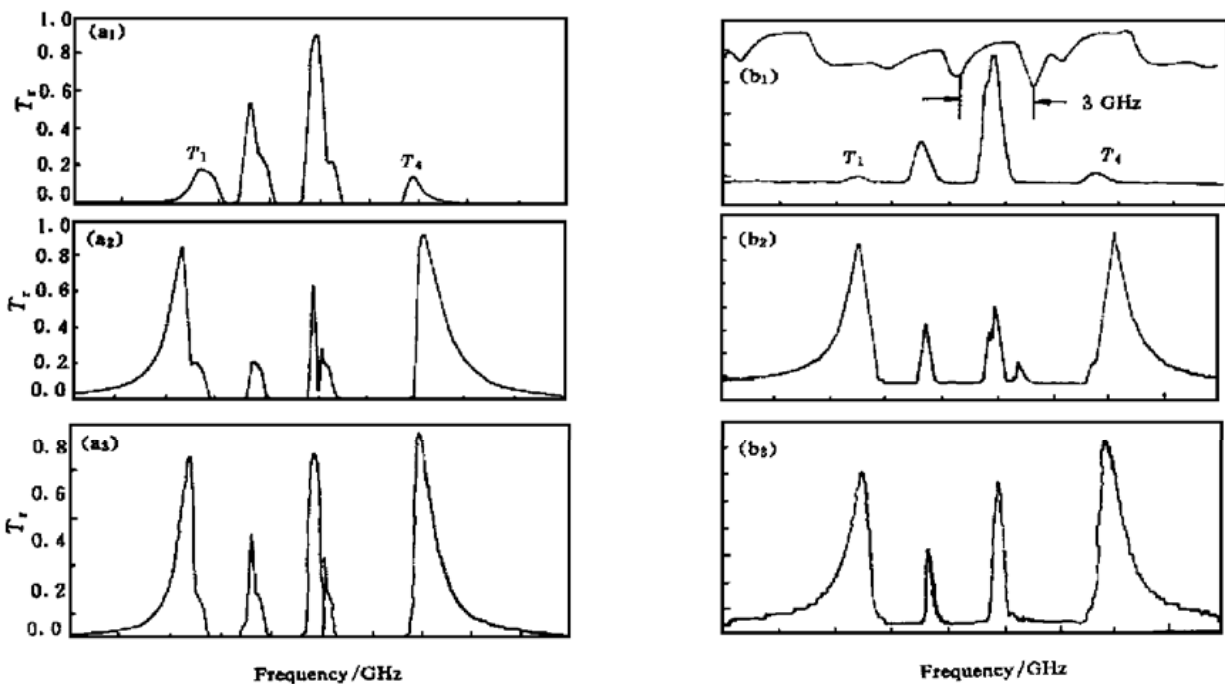 (a₁)
1.0
0.8
0.6
0.4
0.2
0.0
Tᵣ
T₁
T₄
(a₂)
1.0
0.8
0.6
0.4
0.2
0.0
Tᵣ
(a₃)
0.8
0.6
0.4
0.2
0.0
Tᵣ
Frequency/GHz
(b₁)
3 GHz
T₁
T₄
(b₂)
(b₃)
Frequency/GHz